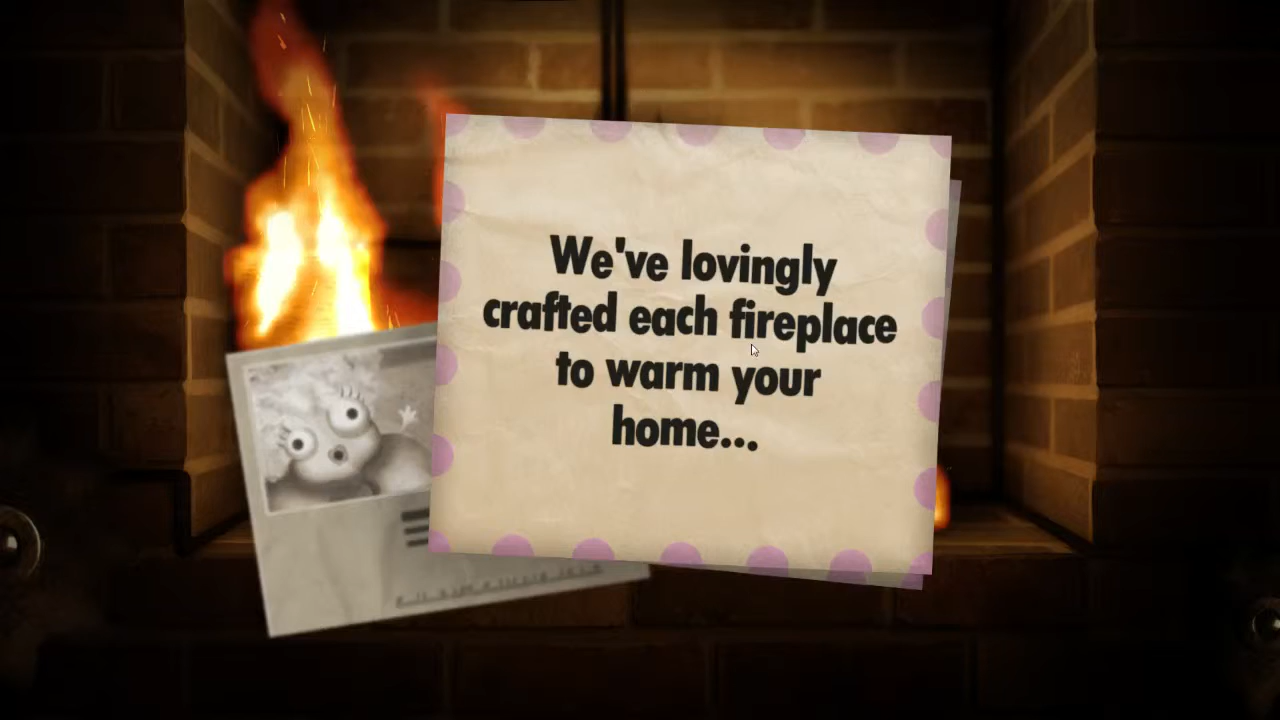 We've lovingly
crafted each fireplace
to warm your
home...